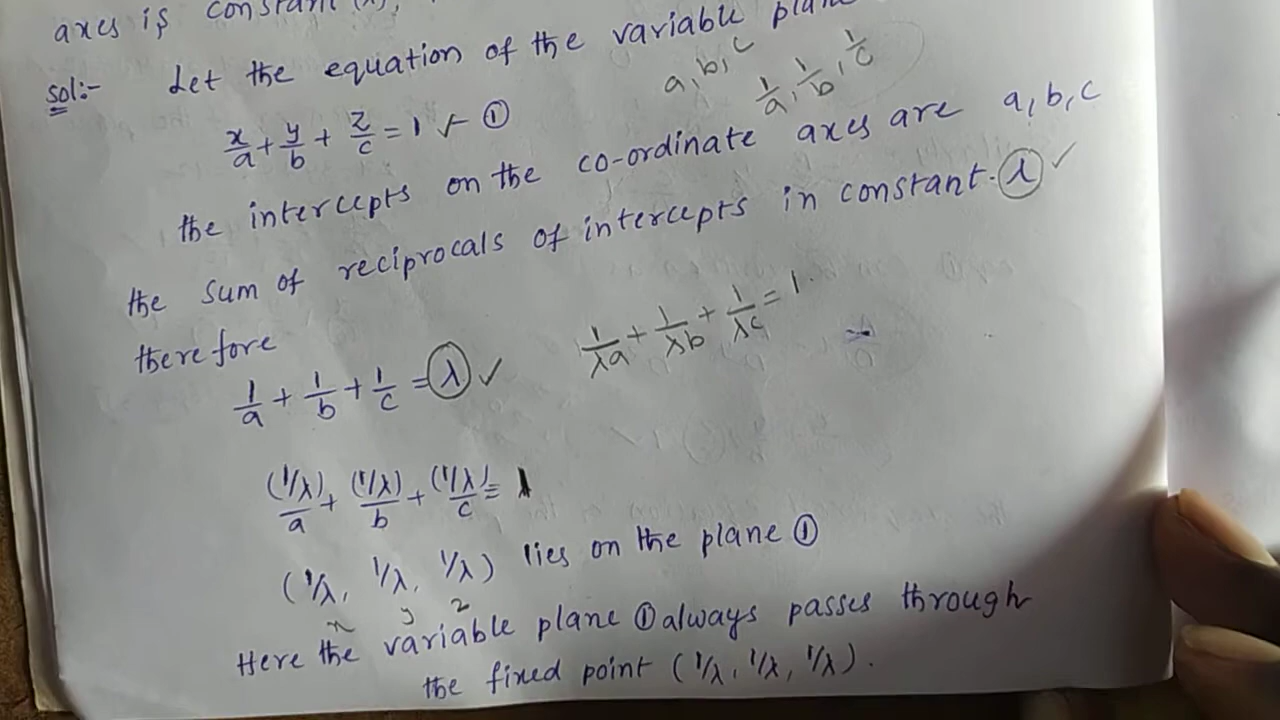 axes is constant (λ),
Sol:- Let the equation of the variable plane
a, b, c
1/a, 1/b, 1/c
x/a + y/b + z/c = 1 ①
the intercepts on the co-ordinate axes are a, b, c
the sum of reciprocals of intercepts in constant. λ ✓
therefore
1/a + 1/b + 1/c = λ ✓
1/λa + 1/λb + 1/λc = 1.
(1/λ)/a + (1/λ)/b + (1/λ)/c = 1
(1/λ, 1/λ, 1/λ) lies on the plane ①
x y z
Here the variable plane ① always passes through
the fixed point (1/λ, 1/λ, 1/λ).